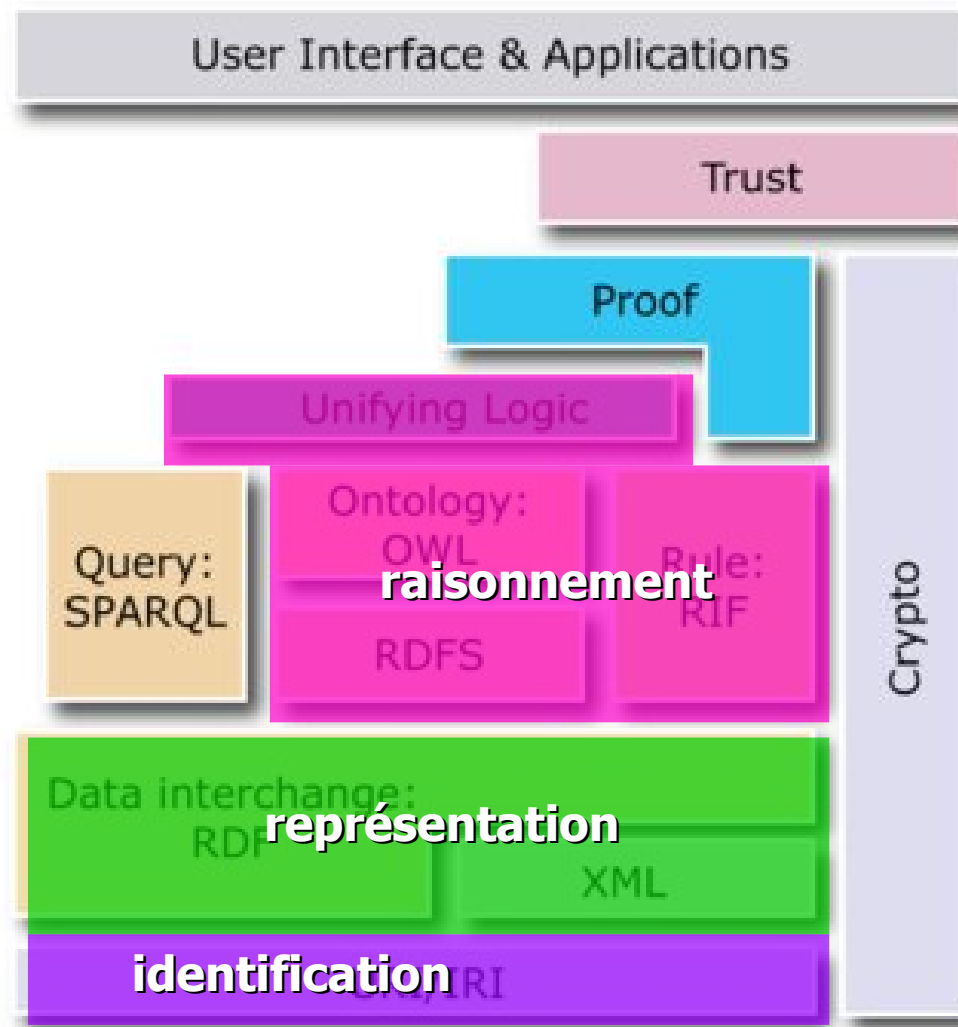 User Interface & Applications
Trust
Proof
Unifying Logic
Ontology:
OWL
Query:
SPARQL
raisonnement
Rule:
RIF
RDFS
Crypto
Data interchange:
RDF
représentation
XML
identification
URI/IRI